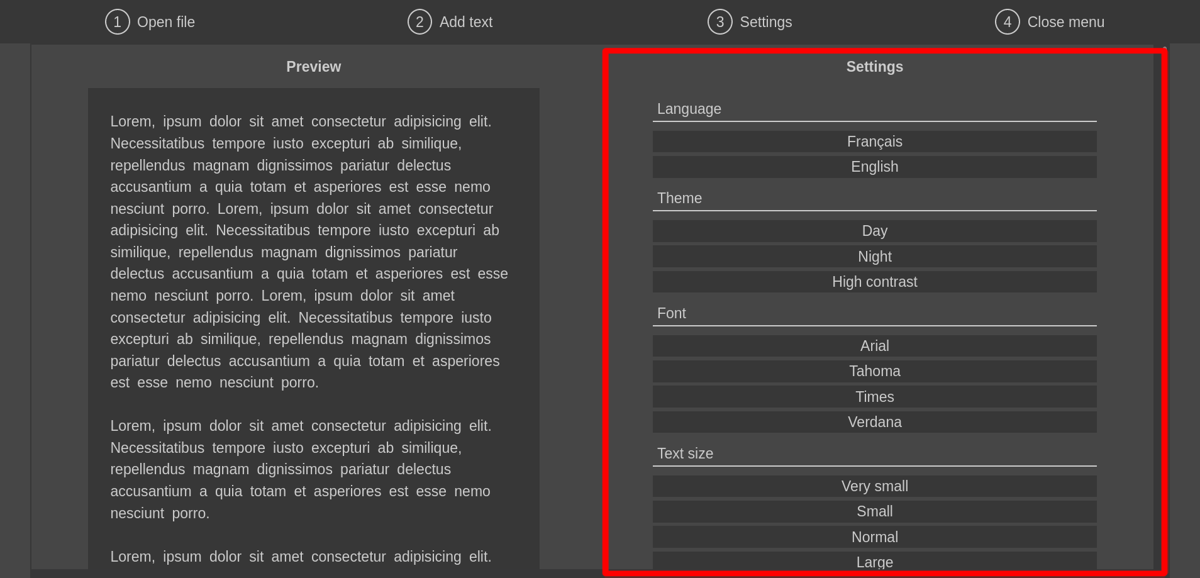 1 Open file
2 Add text
3 Settings
4 Close menu
Preview
Lorem, ipsum dolor sit amet consectetur adipisicing elit.
Necessitatibus tempore iusto excepturi ab similique,
repellendus magnam dignissimos pariatur delectus
accusantium a quia totam et asperiores est esse nemo
nesciunt porro. Lorem, ipsum dolor sit amet consectetur
adipisicing elit. Necessitatibus tempore iusto excepturi ab
similique, repellendus magnam dignissimos pariatur
delectus accusantium a quia totam et asperiores est esse
nemo nesciunt porro. Lorem, ipsum dolor sit amet
consectetur adipisicing elit. Necessitatibus tempore iusto
excepturi ab similique, repellendus magnam dignissimos
pariatur delectus accusantium a quia totam et asperiores
est esse nemo nesciunt porro.
Lorem, ipsum dolor sit amet consectetur adipisicing elit.
Necessitatibus tempore iusto excepturi ab similique,
repellendus magnam dignissimos pariatur delectus
accusantium a quia totam et asperiores est esse nemo
nesciunt porro.
Lorem, ipsum dolor sit amet consectetur adipisicing elit.
Settings
Language
Français
English
Theme
Day
Night
High contrast
Font
Arial
Tahoma
Times
Verdana
Text size
Very small
Small
Normal
Large